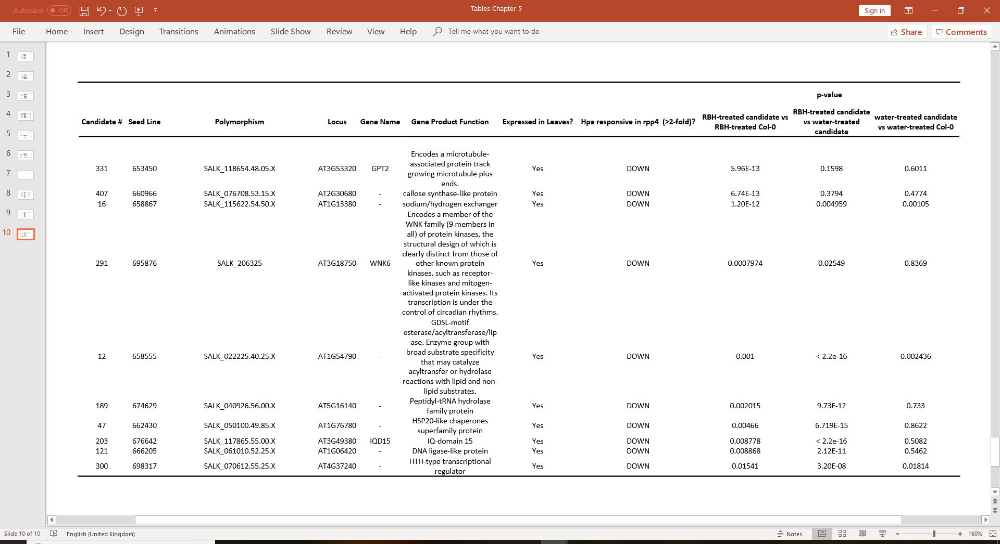 AutoSave Off
Tables Chapter 5
Sign in
File Home Insert Design Transitions Animations Slide Show Review View Help Tell me what you want to do
Share Comments
1
2
3
4
5
6
7
8
9
10
p-value
Candidate # Seed Line Polymorphism Locus Gene Name Gene Product Function Expressed in Leaves? Hpa responsive in rpp4 (>2-fold)?
RBH-treated candidate vs
RBH-treated Col-0
RBH-treated candidate
vs water-treated
candidate
water-treated candidate
vs water-treated Col-0
331 653450 SALK_118654.48.05.X AT3G53320 GPT2
Encodes a microtubule-
associated protein track
growing microtubule plus
ends.
Yes DOWN 5.96E-13 0.1598 0.6011
407 660966 SALK_076708.53.15.X AT2G30680 - callose synthase-like protein Yes DOWN 6.74E-13 0.3794 0.4774
16 658867 SALK_115622.54.50.X AT1G13380 - sodium/hydrogen exchanger Yes DOWN 1.20E-12 0.004959 0.00105
291 695876 SALK_206325 AT3G18750 WNK6
Encodes a member of the
WNK family (9 members in
all) of protein kinases, the
structural design of which is
clearly distinct from those of
other known protein
kinases, such as receptor-
like kinases and mitogen-
activated protein kinases. Its
transcription is under the
control of circadian rhythms.
Yes DOWN 0.0007974 0.02549 0.8369
12 658555 SALK_022225.40.25.X AT1G54790 -
GDSL-motif
esterase/acyltransferase/lip
ase. Enzyme group with
broad substrate specificity
that may catalyze
acyltransfer or hydrolase
reactions with lipid and non-
lipid substrates.
Yes DOWN 0.001 < 2.2e-16 0.002436
189 674629 SALK_040926.56.00.X AT5G16140 -
Peptidyl-tRNA hydrolase
family protein
Yes DOWN 0.002015 9.73E-12 0.733
47 662430 SALK_050100.49.85.X AT1G76780 -
HSP20-like chaperones
superfamily protein
Yes DOWN 0.00466 6.719E-15 0.8622
203 676642 SALK_117865.55.00.X AT3G49380 IQD15 IQ-domain 15 Yes DOWN 0.008778 < 2.2e-16 0.5082
121 666205 SALK_061010.52.25.X AT1G06420 - DNA ligase-like protein Yes DOWN 0.008868 2.12E-11 0.5462
300 698317 SALK_070612.55.25.X AT4G37240 -
HTH-type transcriptional
regulator
Yes DOWN 0.01541 3.20E-08 0.01814
Slide 10 of 10 English (United Kingdom) Notes 160%